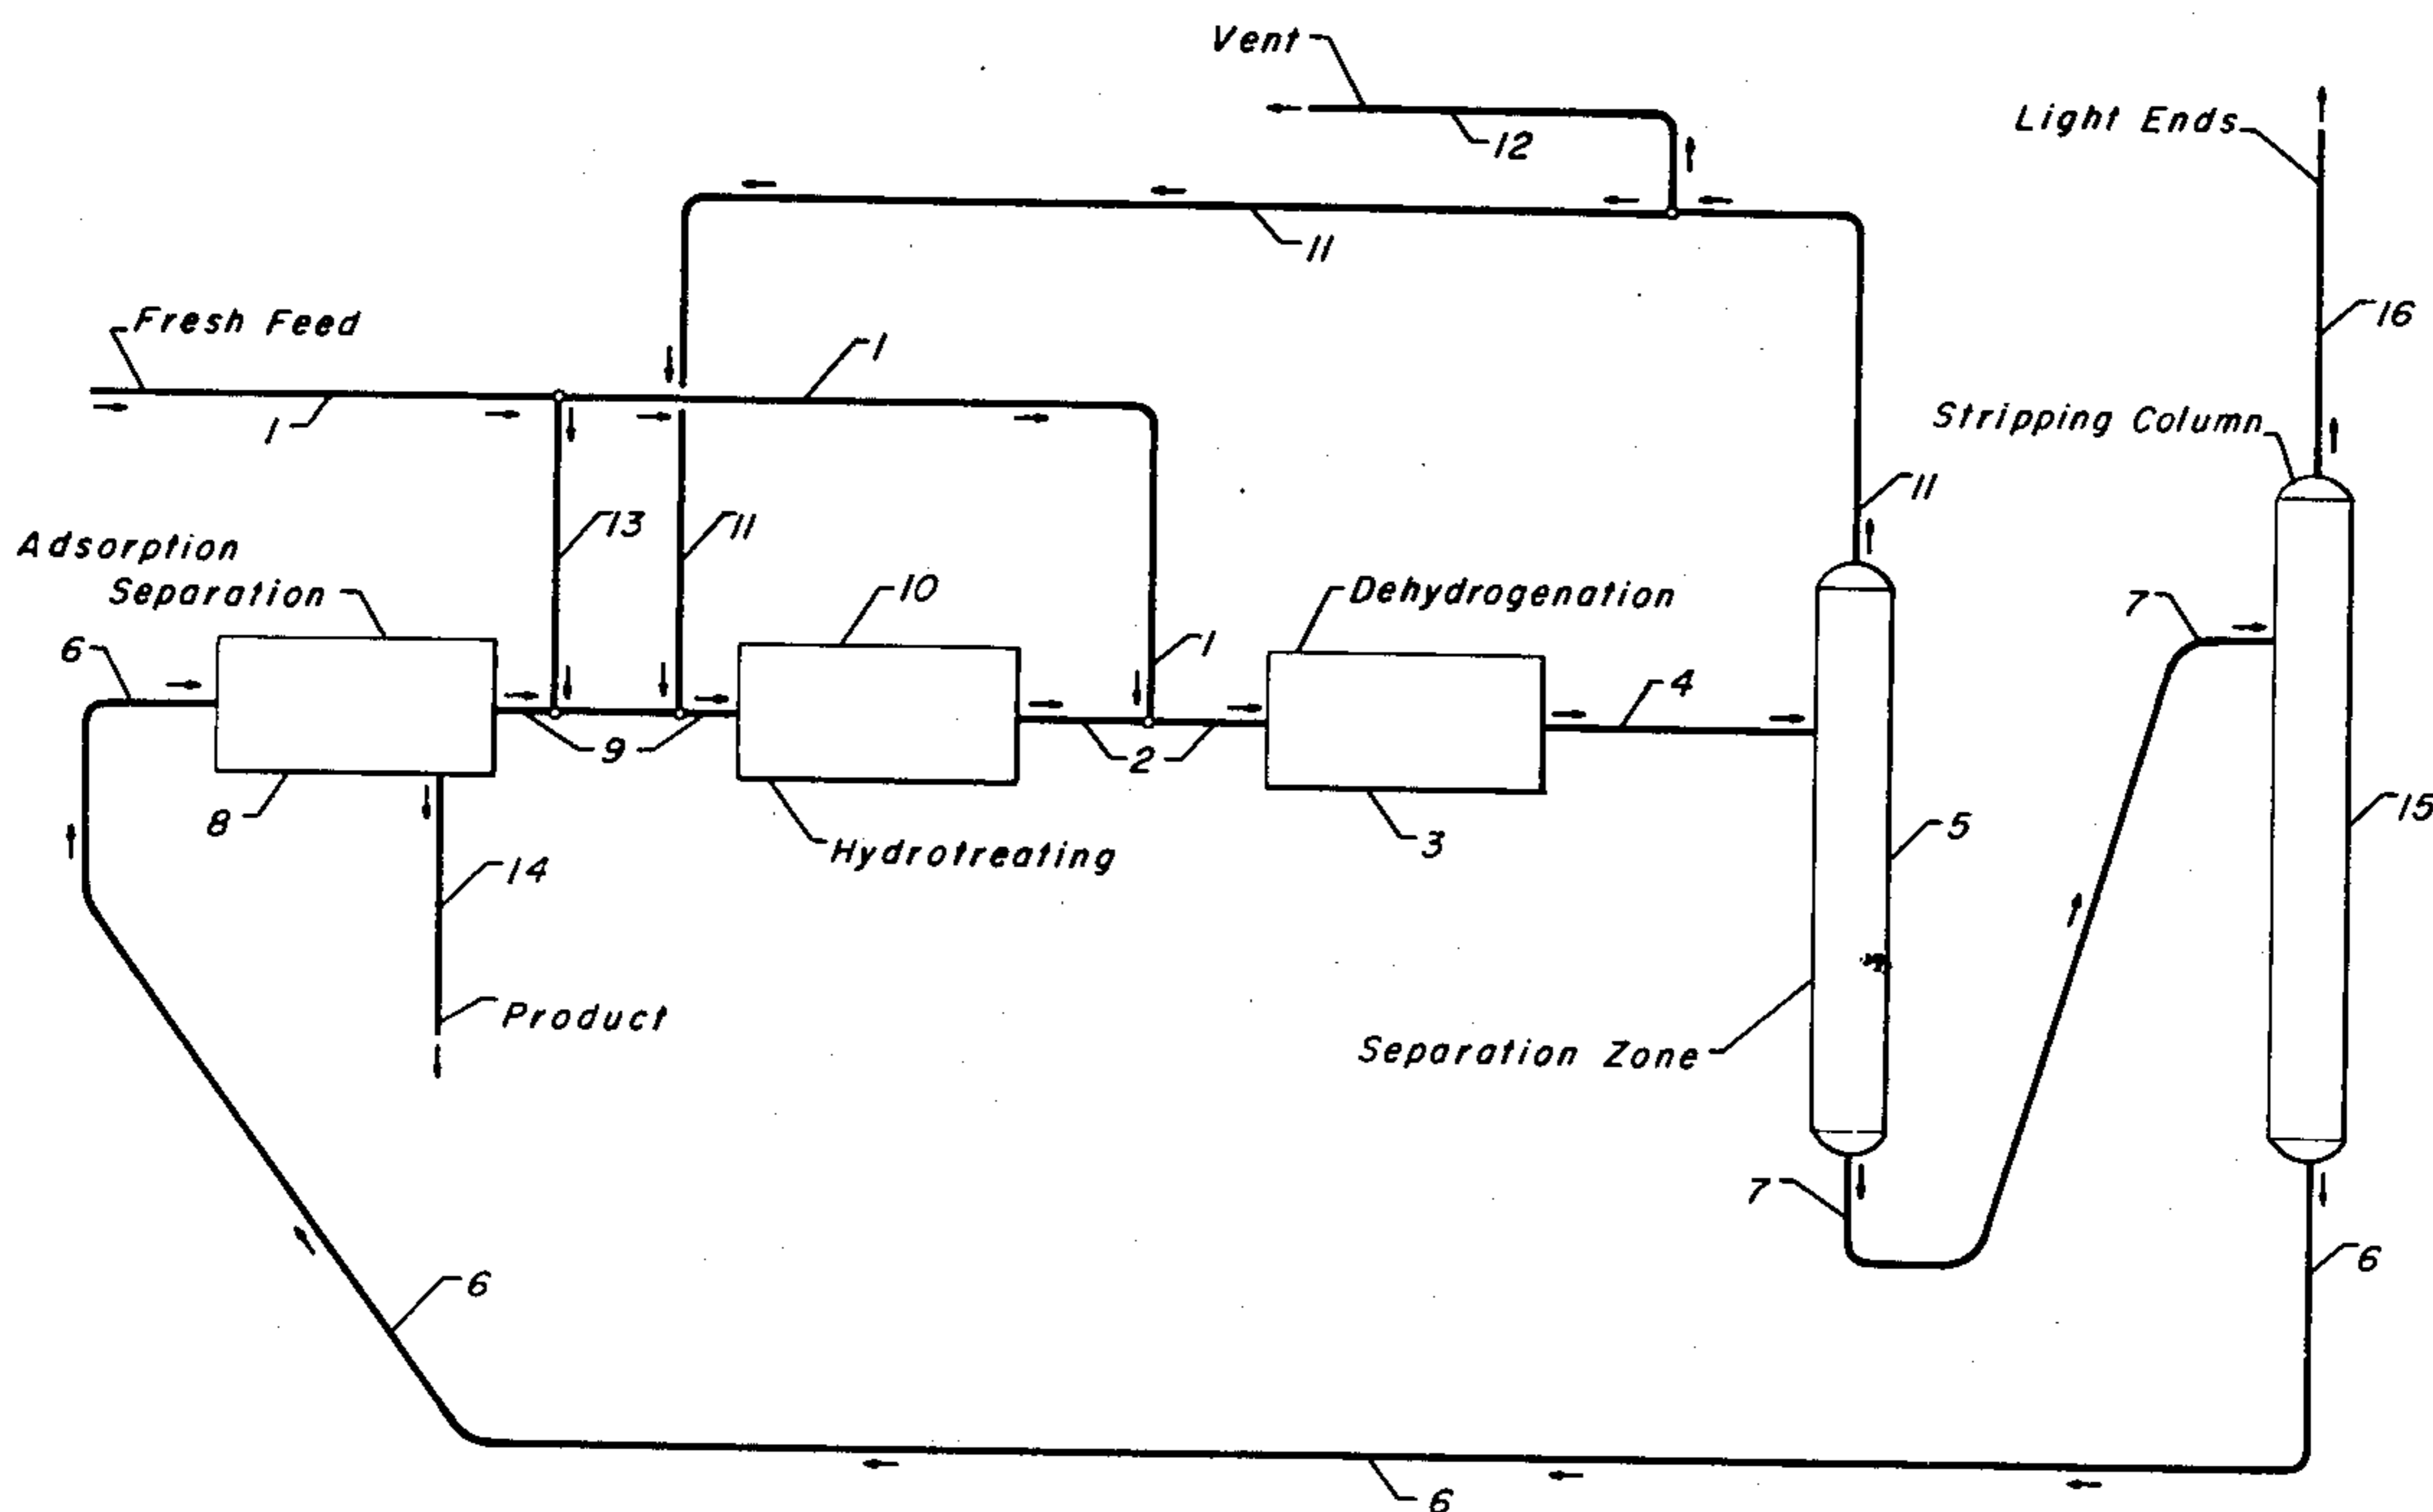 Vent
12
Light Ends
11
16
Fresh Feed
1
1
Stripping Column
11
13
11
Adsorption
Separation
10
Dehydrogenation
7
6
1
4
9
2
8
3
5
15
Hydrotreating
14
Product
Separation Zone
7
6
6
6